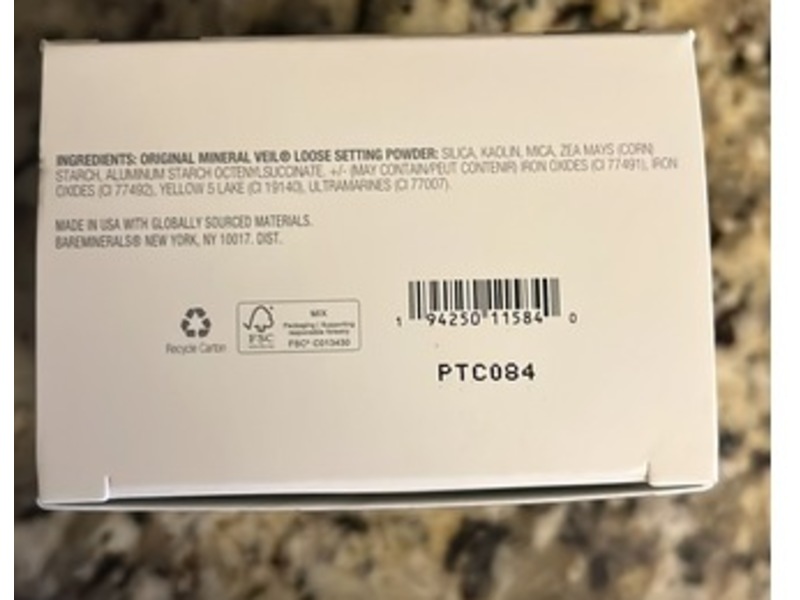 INGREDIENTS: ORIGINAL MINERAL VEIL® LOOSE SETTING POWDER: SILICA, KAOLIN, MICA, ZEA MAYS (CORN)
STARCH, ALUMINUM STARCH OCTENYLSUCCINATE. +/- (MAY CONTAIN/PEUT CONTENIR) IRON OXIDES (CI 77491), IRON
OXIDES (CI 77492), YELLOW 5 LAKE (CI 19140), ULTRAMARINES (CI 77007).
MADE IN USA WITH GLOBALLY SOURCED MATERIALS.
BAREMINERALS® NEW YORK, NY 10017. DIST.
Recycle Carton
FSC
MIX
Packaging | Supporting
responsible forestry
FSC® C013430
1 94250 11584 0
PTC084